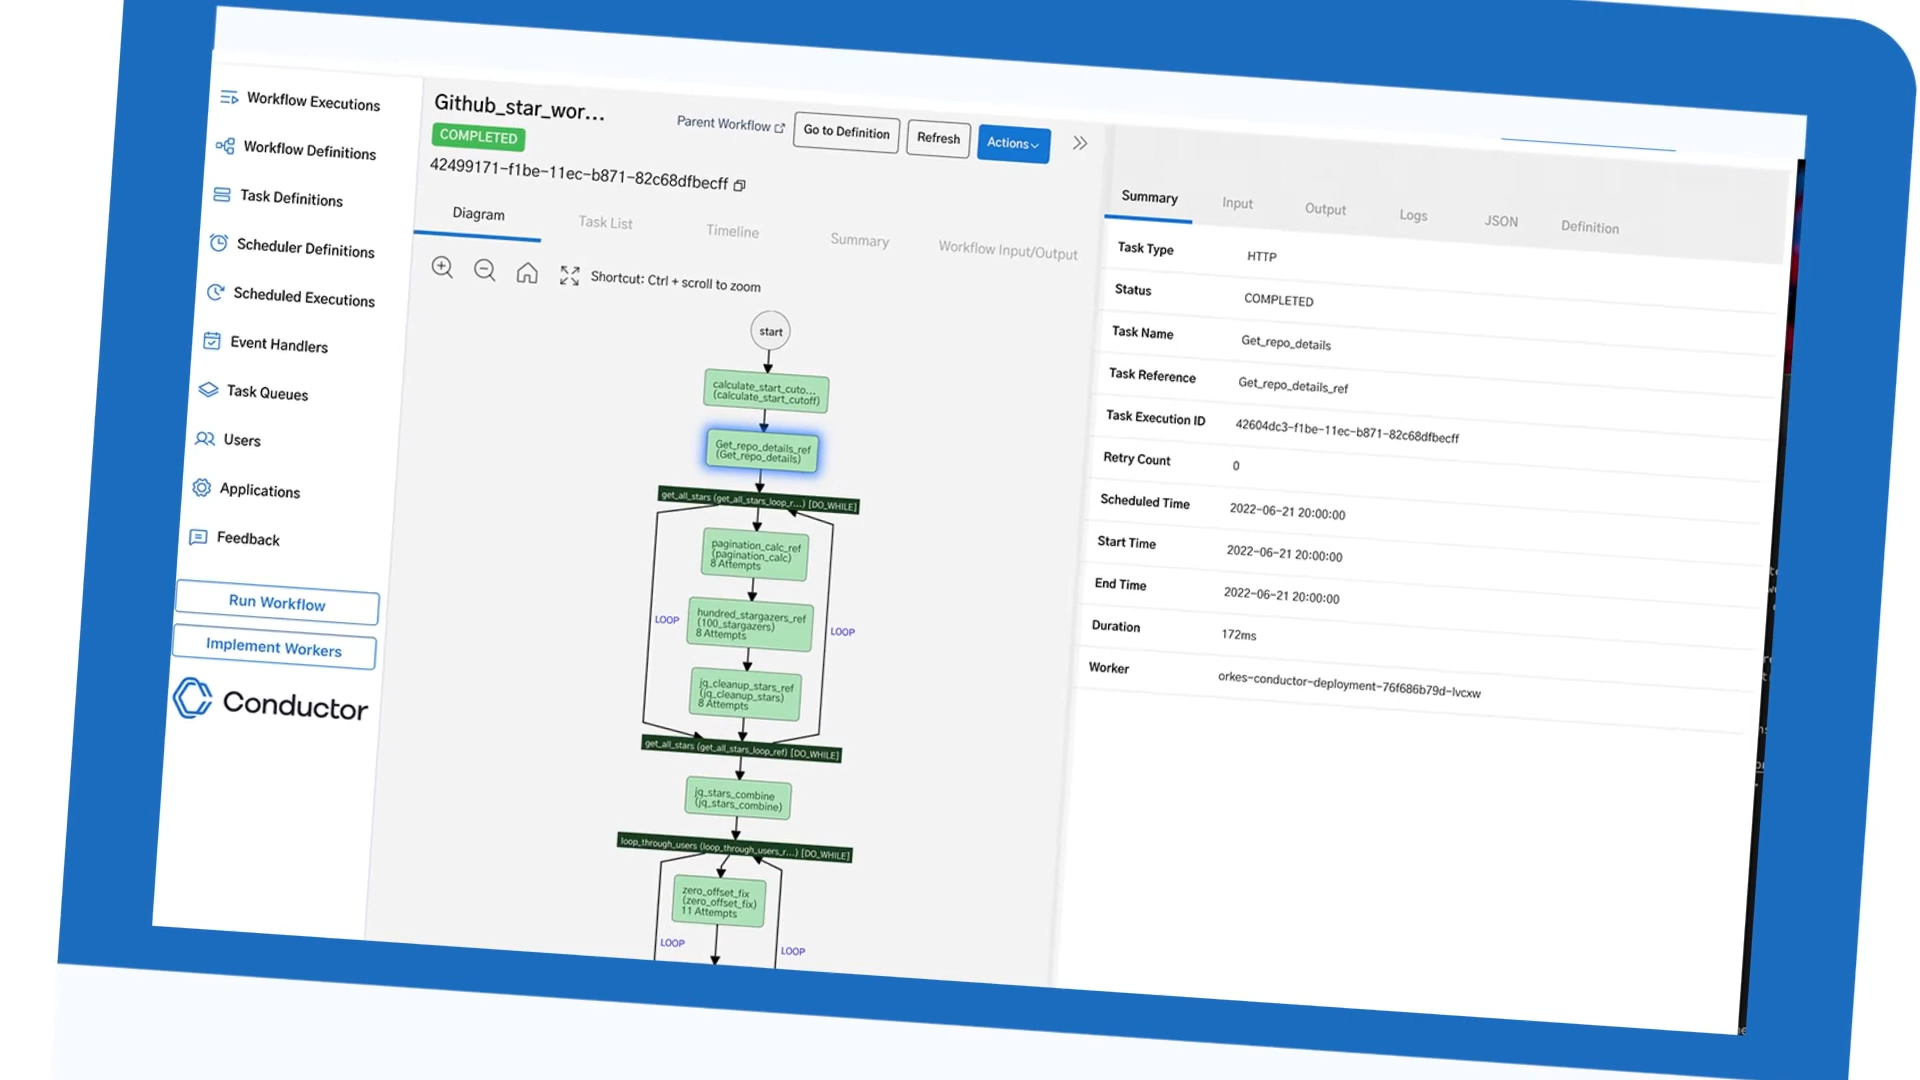 Workflow Executions
Workflow Definitions
Task Definitions
Scheduler Definitions
Scheduled Executions
Event Handlers
Task Queues
Users
Applications
Feedback
Run Workflow
Implement Workers
Conductor
Github_star_wor...
COMPLETED
42499171-f1be-11ec-b871-82c68dfbecff
Parent Workflow
Go to Definition
Refresh
Actions
Diagram
Task List
Timeline
Summary
Workflow Input/Output
Shortcut: Ctrl + scroll to zoom
start
calculate_start_cuto...
(calculate_start_cutoff)
Get_repo_details_ref
(Get_repo_details)
get_all_stars (get_all_stars_loop_r...) [DO_WHILE]
pagination_calc_ref
(pagination_calc)
8 Attempts
LOOP
hundred_stargazers_ref
(100_stargazers)
8 Attempts
LOOP
jq_cleanup_stars_ref
(jq_cleanup_stars)
8 Attempts
get_all_stars (get_all_stars_loop_ref) [DO_WHILE]
jq_stars_combine
(jq_stars_combine)
loop_through_users (loop_through_users_r...) [DO_WHILE]
zero_offset_fix
(zero_offset_fix)
11 Attempts
LOOP
LOOP
Summary
Input
Output
Logs
JSON
Definition
Task Type
HTTP
Status
COMPLETED
Task Name
Get_repo_details
Task Reference
Get_repo_details_ref
Task Execution ID
42604dc3-f1be-11ec-b871-82c68dfbecff
Retry Count
0
Scheduled Time
2022-06-21 20:00:00
Start Time
2022-06-21 20:00:00
End Time
2022-06-21 20:00:00
Duration
172ms
Worker
orkes-conductor-deployment-76f686b79d-lvcxw